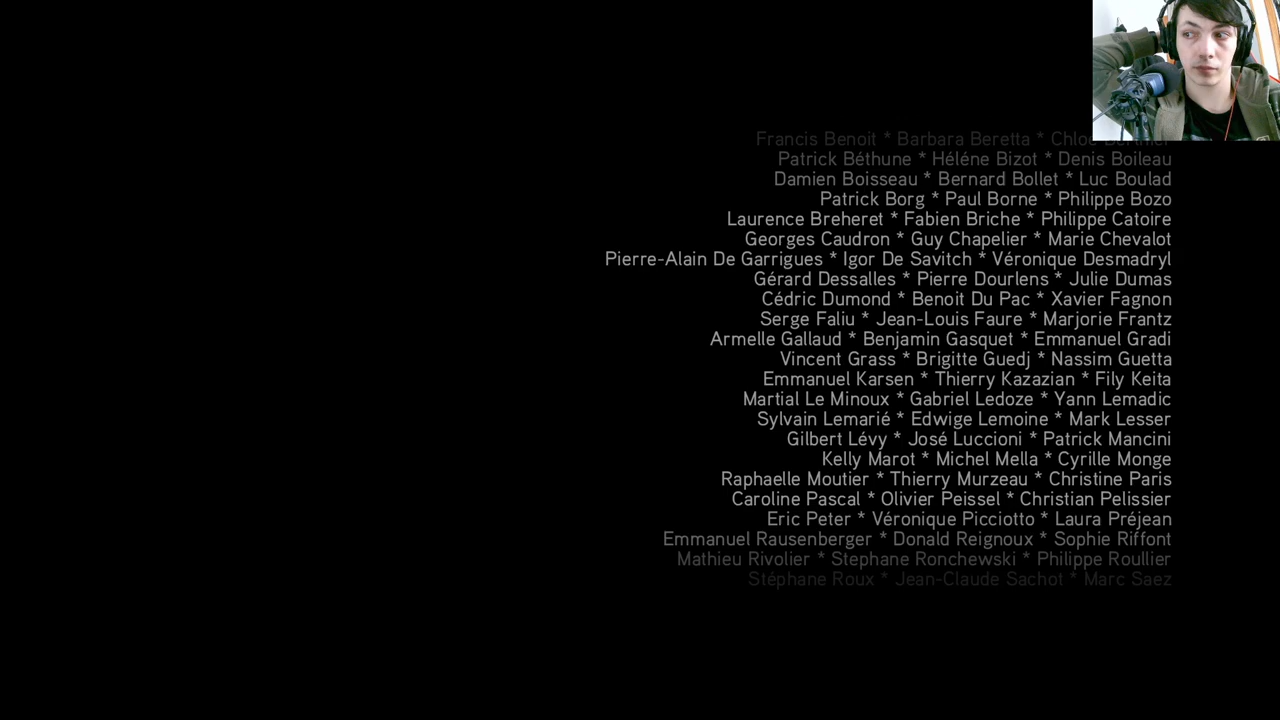 Francis Benoit * Barbara Beretta * Chloé
Patrick Béthune * Héléne Bizot * Denis Boileau
Damien Boisseau * Bernard Bollet * Luc Boulad
Patrick Borg * Paul Borne * Philippe Bozo
Laurence Breheret * Fabien Briche * Philippe Catoire
Georges Caudron * Guy Chapelier * Marie Chevalot
Pierre-Alain De Garrigues * Igor De Savitch * Véronique Desmadryl
Gérard Dessalles * Pierre Dourlens * Julie Dumas
Cédric Dumond * Benoit Du Pac * Xavier Fagnon
Serge Faliu * Jean-Louis Faure * Marjorie Frantz
Armelle Gallaud * Benjamin Gasquet * Emmanuel Gradi
Vincent Grass * Brigitte Guedj * Nassim Guetta
Emmanuel Karsen * Thierry Kazazian * Fily Keita
Martial Le Minoux * Gabriel Ledoze * Yann Lemadic
Sylvain Lemarié * Edwige Lemoine * Mark Lesser
Gilbert Lévy * José Luccioni * Patrick Mancini
Kelly Marot * Michel Mella * Cyrille Monge
Raphaelle Moutier * Thierry Murzeau * Christine Paris
Caroline Pascal * Olivier Peissel * Christian Pelissier
Eric Peter * Véronique Picciotto * Laura Préjean
Emmanuel Rausenberger * Donald Reignoux * Sophie Riffont
Mathieu Rivolier * Stephane Ronchewski * Philippe Roullier
Stéphane Roux * Jean-Claude Sachot * Marc Saez